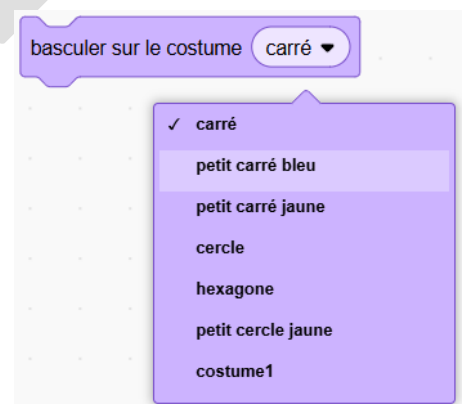 basculer sur le costume carré
✓ carré
petit carré bleu
petit carré jaune
cercle
hexagone
petit cercle jaune
costume1